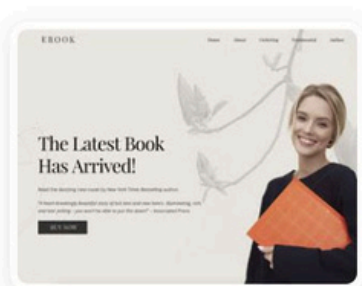 EBOOK
Home About Ordering Testimonial Author
The Latest Book
Has Arrived!
Read the dazzling new novel by New York Times Bestselling author.
BUY NOW